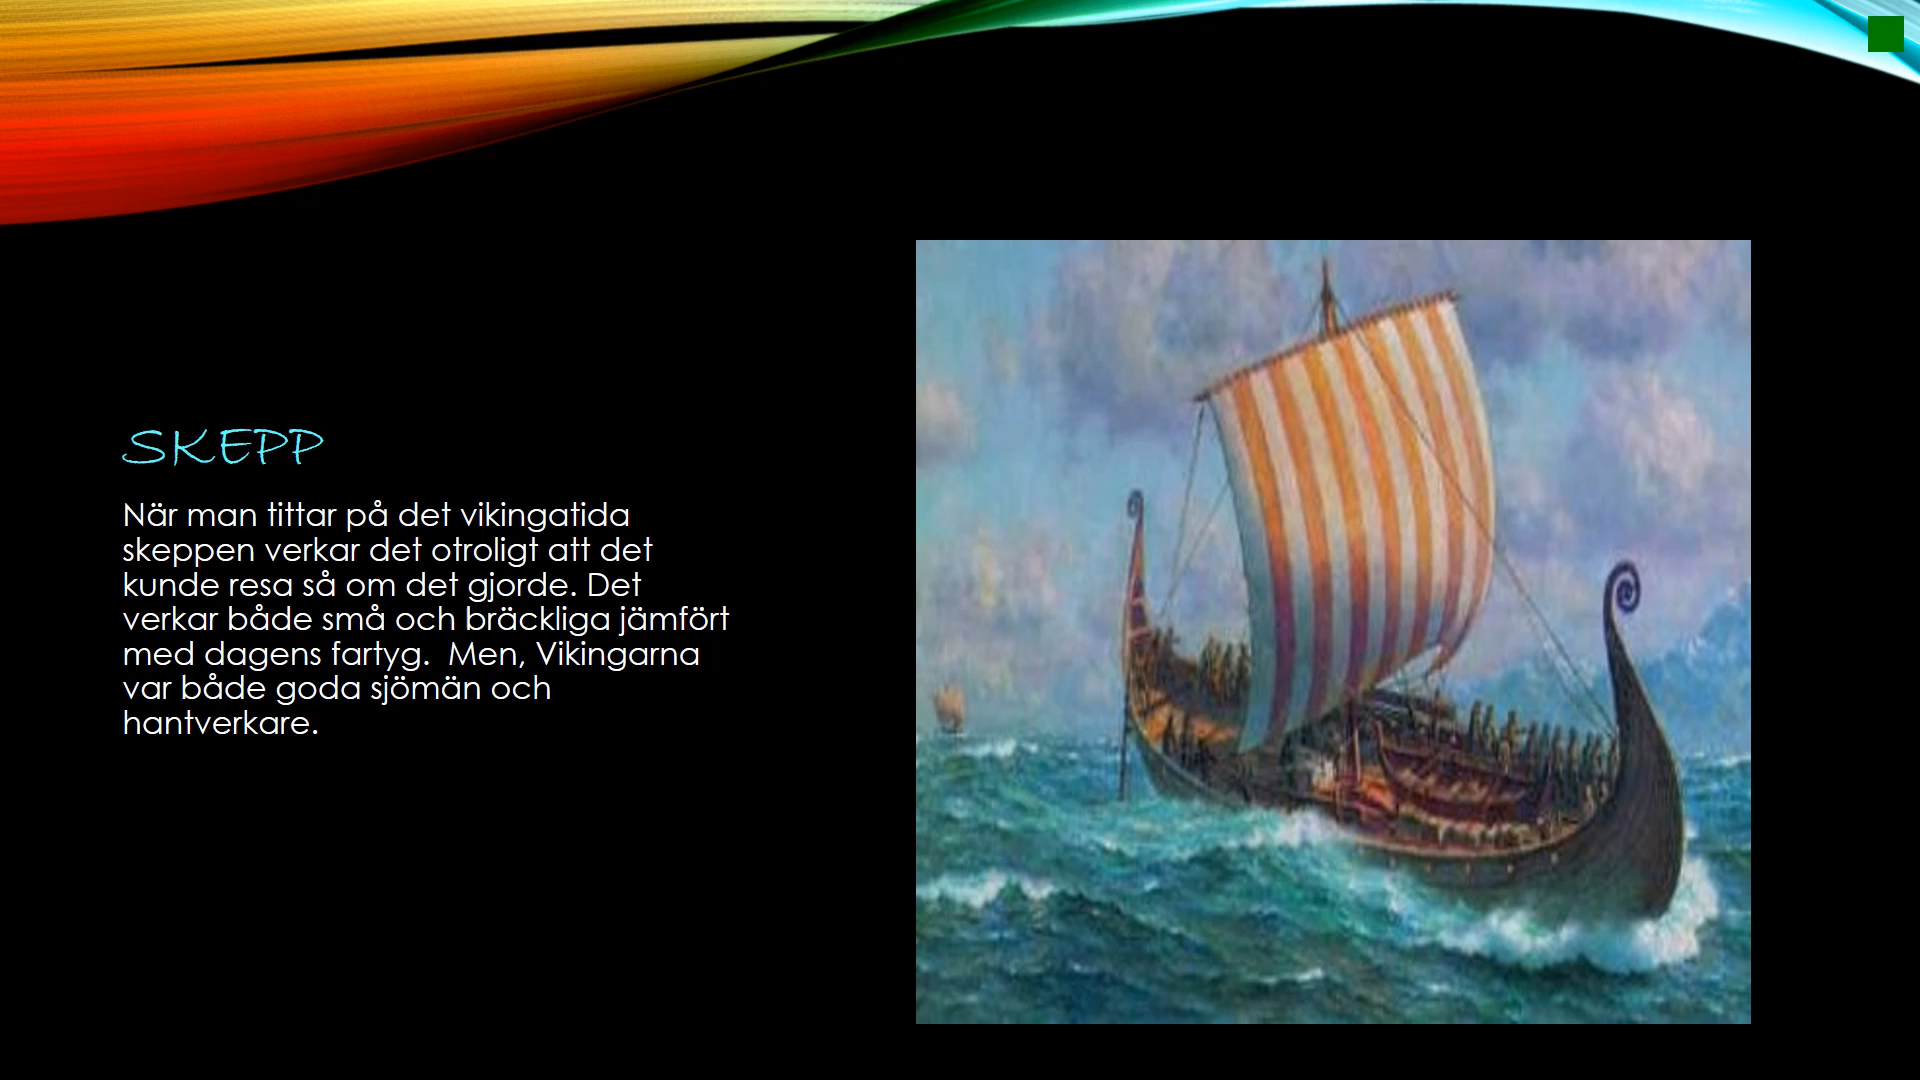 SKEPP
När man tittar på det vikingatida
skeppen verkar det otroligt att det
kunde resa så om det gjorde. Det
verkar både små och bräckliga jämfört
med dagens fartyg.  Men, Vikingarna
var både goda sjömän och
hantverkare.